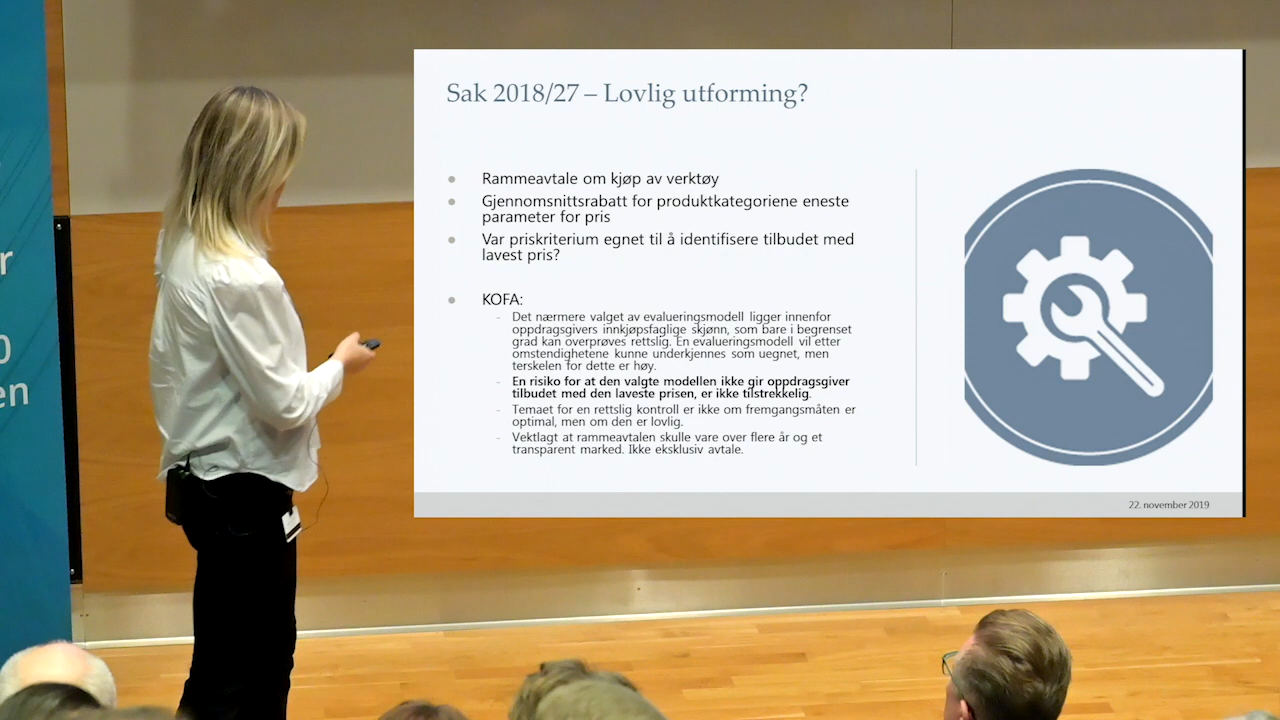 r
0
en
Sak 2018/27 – Lovlig utforming?
Rammeavtale om kjøp av verktøy
Gjennomsnittsrabatt for produktkategoriene eneste
parameter for pris
Var priskriterium egnet til å identifisere tilbudet med
lavest pris?
KOFA:
- Det nærmere valget av evalueringsmodell ligger innenfor
oppdragsgivers innkjøpsfaglige skjønn, som bare i begrenset
grad kan overprøves rettslig. En evalueringsmodell vil etter
omstendighetene kunne underkjennes som uegnet, men
terskelen for dette er høy.
- En risiko for at den valgte modellen ikke gir oppdragsgiver
tilbudet med den laveste prisen, er ikke tilstrekkelig.
- Temaet for en rettslig kontroll er ikke om fremgangsmåten er
optimal, men om den er lovlig.
- Vektlagt at rammeavtalen skulle vare over flere år og et
transparent marked. Ikke eksklusiv avtale.
22. november 2019